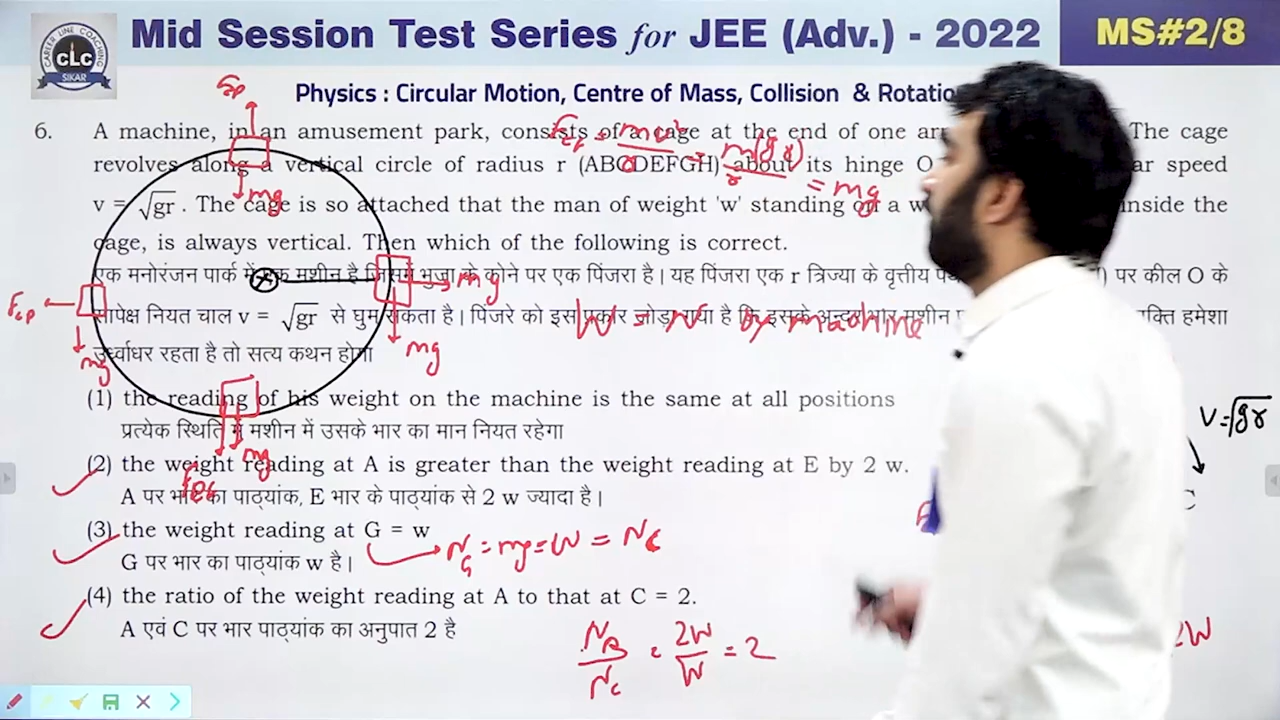 CAREER LINE COACHING
CLC
SIKAR
Mid Session Test Series for JEE (Adv.) - 2022
MS#2/8
Physics : Circular Motion, Centre of Mass, Collision & Rotatio
6. A machine, in an amusement park, consists of a cage at the end of one ar The cage
revolves along a vertical circle of radius r (ABCDEFGH) about its hinge O ar speed
v = √gr. The cage is so attached that the man of weight 'w' standing on a w inside the
cage, is always vertical. Then which of the following is correct.
एक मनोरंजन पार्क में एक मशीन है जिसमें भुजा के कोने पर एक पिंजरा है। यह पिंजरा एक r त्रिज्या के वृत्तीय ) पर कील O के
सापेक्ष नियत चाल v = √gr से घुम सकता है। पिंजरे को इस प्रकार जोड़ा गया है कि इसके अन्दर भार मशीन क्ति हमेशा
उर्ध्वाधर रहता है तो सत्य कथन होगा
(1) the reading of his weight on the machine is the same at all positions
प्रत्येक स्थिति में मशीन में उसके भार का मान नियत रहेगा
(2) the weight reading at A is greater than the weight reading at E by 2 w.
A पर भार का पाठ्यांक, E भार के पाठ्यांक से 2 w ज्यादा है।
(3) the weight reading at G = w
G पर भार का पाठ्यांक w है।
(4) the ratio of the weight reading at A to that at C = 2.
A एवं C पर भार पाठ्यांक का अनुपात 2 है
mg
= mg
mg
mg
mg
mg
W = N by machine
V=√gr
N_G = mg = W = N_C
2W/W = 2
N_C
2W